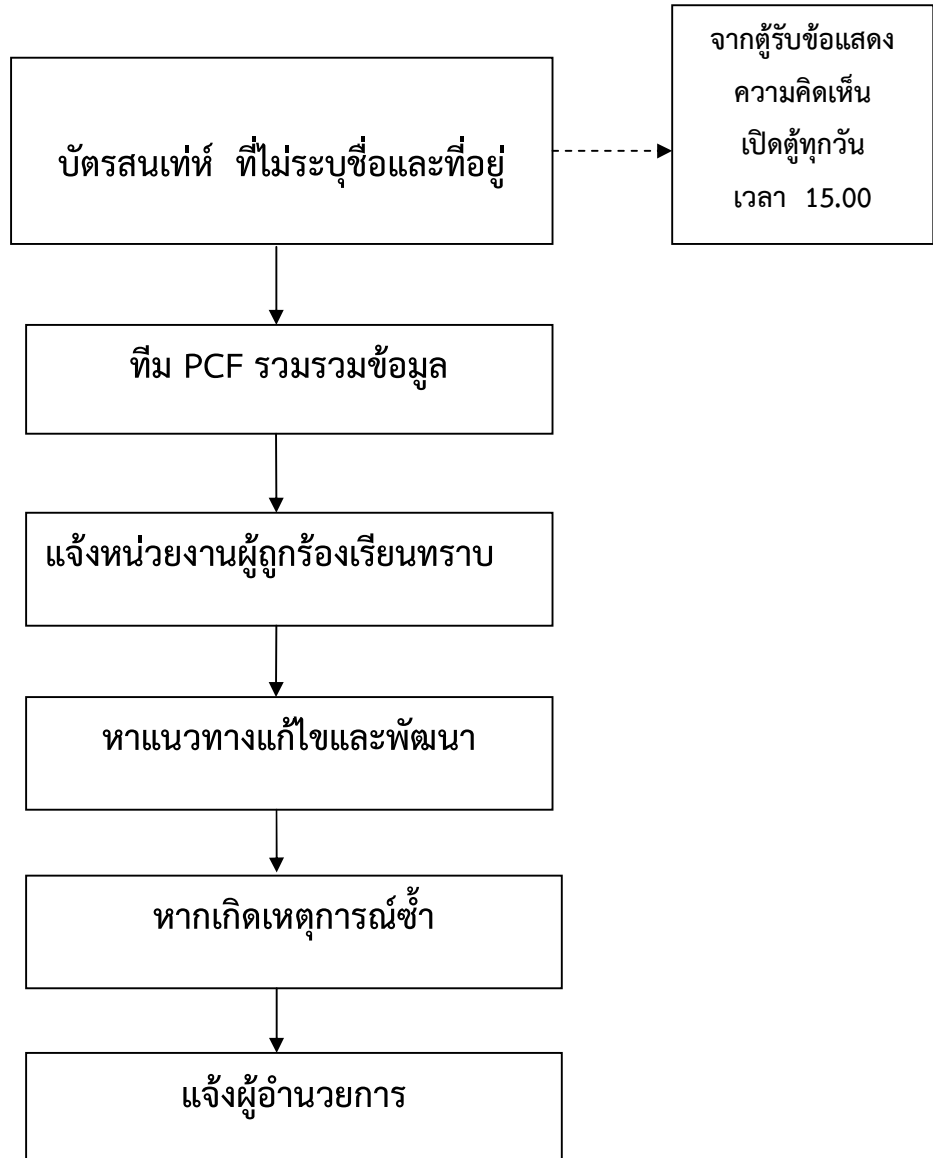 จากตู้รับข้อแสดง
ความคิดเห็น
เปิดตู้ทุกวัน
เวลา 15.00
บัตรสนเท่ห์ ที่ไม่ระบุชื่อและที่อยู่
ทีม PCF รวมรวมข้อมูล
แจ้งหน่วยงานผู้ถูกร้องเรียนทราบ
หาแนวทางแก้ไขและพัฒนา
หากเกิดเหตุการณ์ซ้ำ
แจ้งผู้อำนวยการ